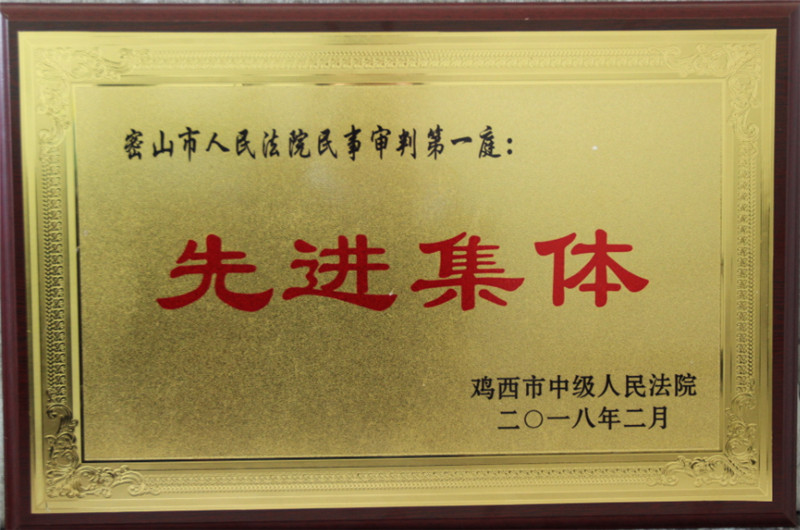 密山市人民法院民事审判第一庭：
先进集体
鸡西市中级人民法院
二〇一八年二月